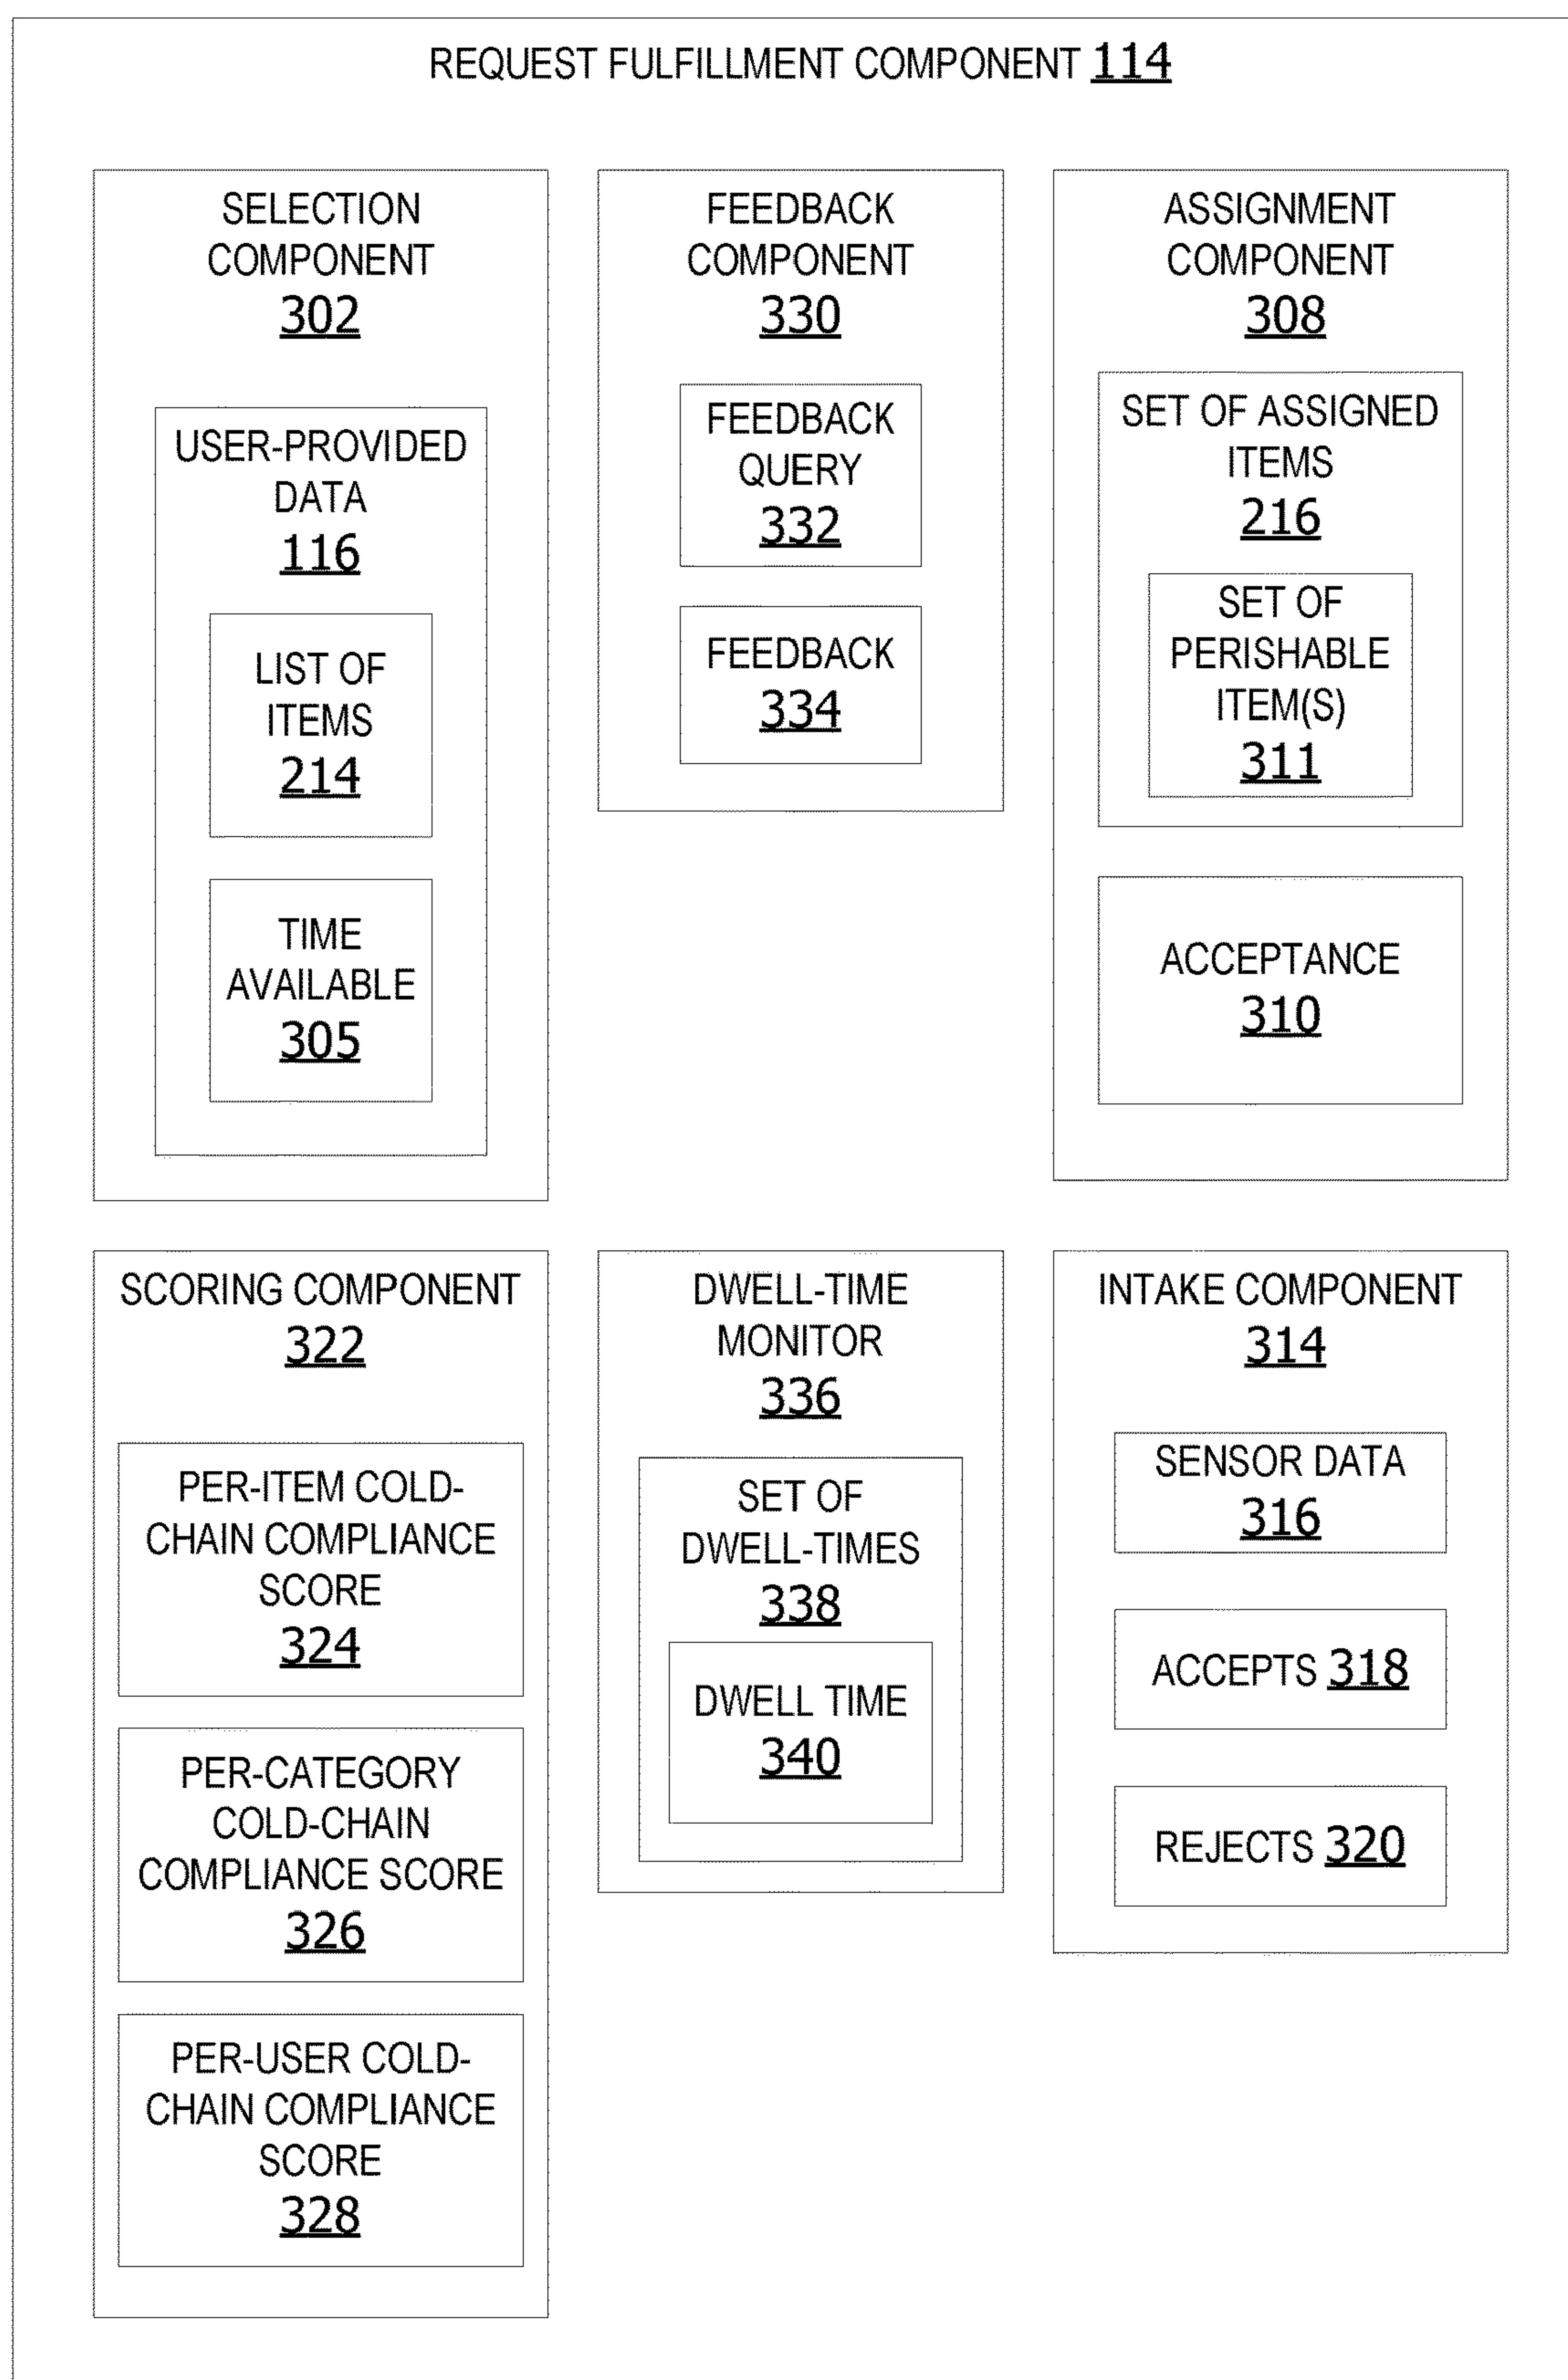 REQUEST FULFILLMENT COMPONENT 114
SELECTION
COMPONENT
302
USER-PROVIDED
DATA
116
LIST OF
ITEMS
214
TIME
AVAILABLE
305
FEEDBACK
COMPONENT
330
FEEDBACK
QUERY
332
FEEDBACK
334
ASSIGNMENT
COMPONENT
308
SET OF ASSIGNED
ITEMS
216
SET OF
PERISHABLE
ITEM(S)
311
ACCEPTANCE
310
SCORING COMPONENT
322
PER-ITEM COLD-
CHAIN COMPLIANCE
SCORE
324
PER-CATEGORY
COLD-CHAIN
COMPLIANCE SCORE
326
PER-USER COLD-
CHAIN COMPLIANCE
SCORE
328
DWELL-TIME
MONITOR
336
SET OF
DWELL-TIMES
338
DWELL TIME
340
INTAKE COMPONENT
314
SENSOR DATA
316
ACCEPTS 318
REJECTS 320